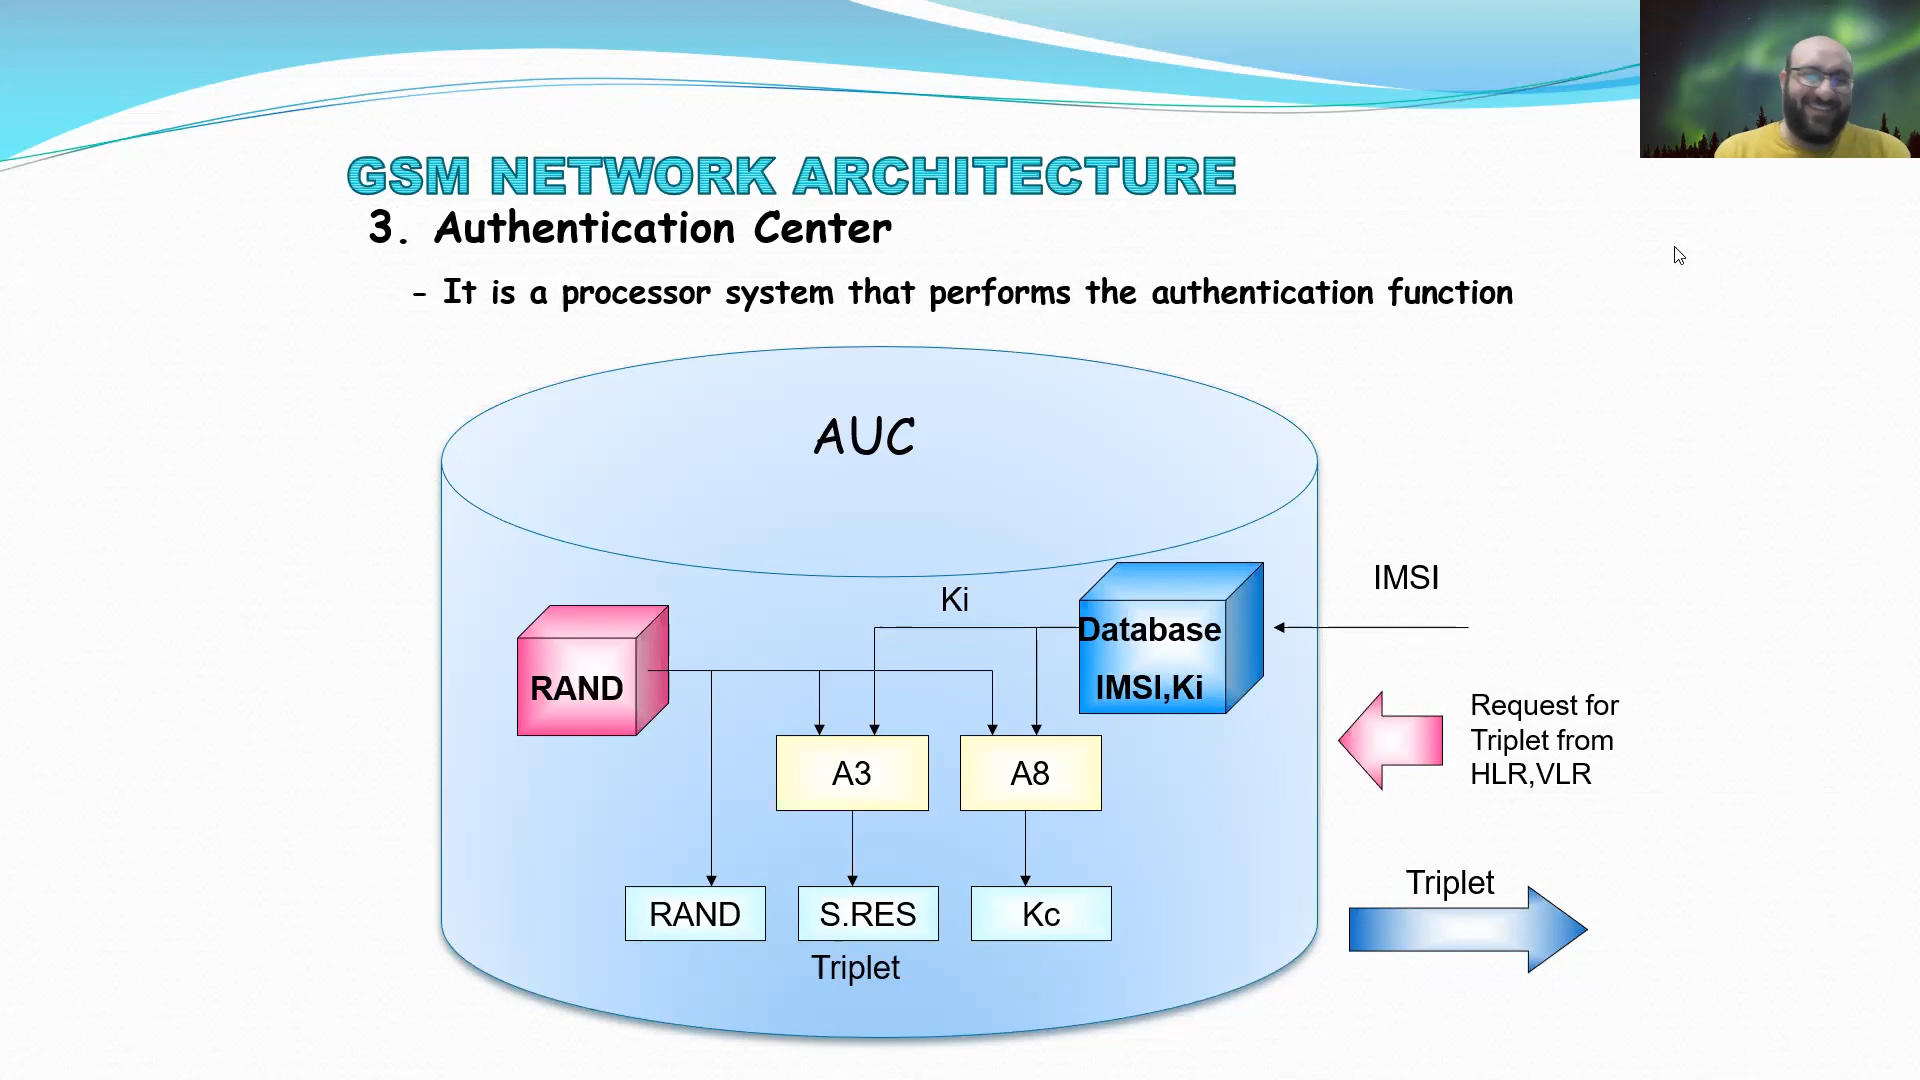 GSM NETWORK ARCHITECTURE
3. Authentication Center
- It is a processor system that performs the authentication function
AUC
IMSI
Ki
Database
IMSI,Ki
RAND
Request for
Triplet from
HLR,VLR
A3
A8
Triplet
RAND
S.RES
Kc
Triplet